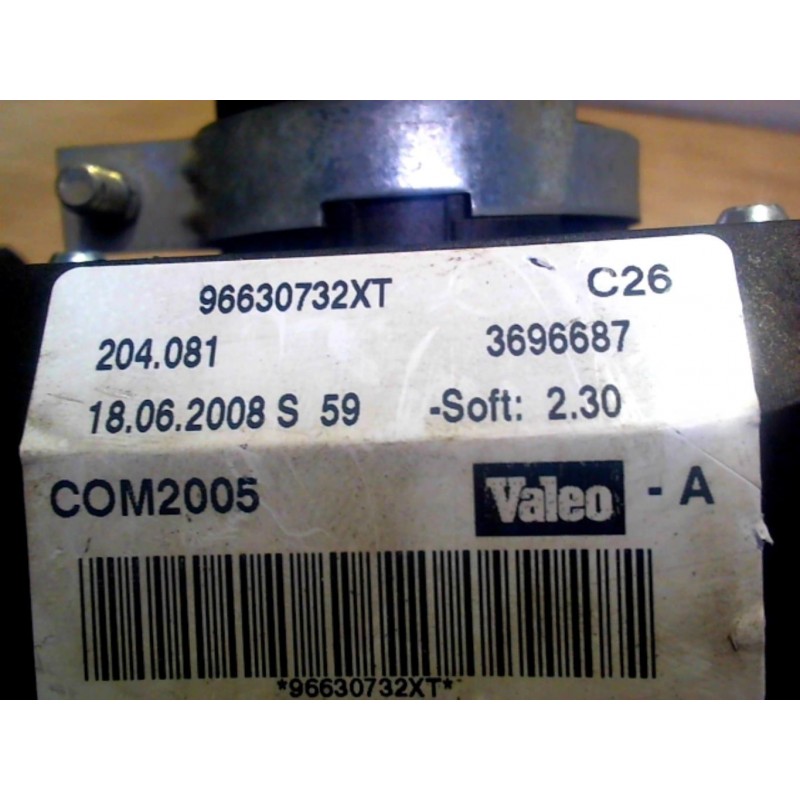 96630732XT C26
204.081 3696687
18.06.2008 S 59 -Soft: 2.30
COM2005 Valeo - A
*96630732XT*